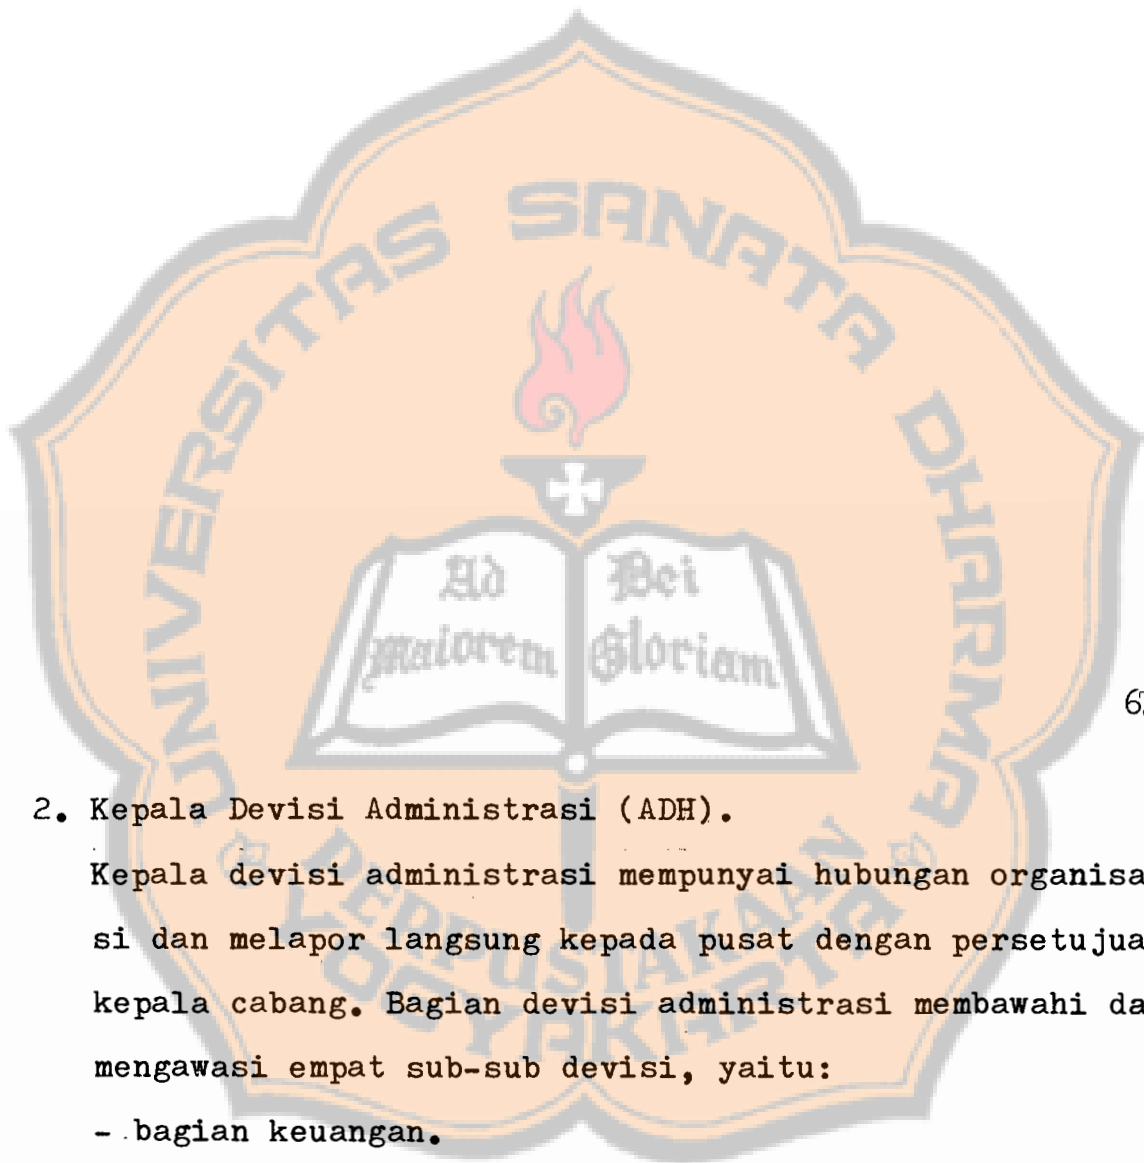 UNIVERSITAS SANATA DHARMA
Ad Dei
maiorem Gloriam
PERPUSTAKAAN
YOGYAKARTA
2. Kepala Devisi Administrasi (ADH).
Kepala devisi administrasi mempunyai hubungan organisa
si dan melapor langsung kepada pusat dengan persetujua
kepala cabang. Bagian devisi administrasi membawahi da
mengawasi empat sub-sub devisi, yaitu:
- bagian keuangan.